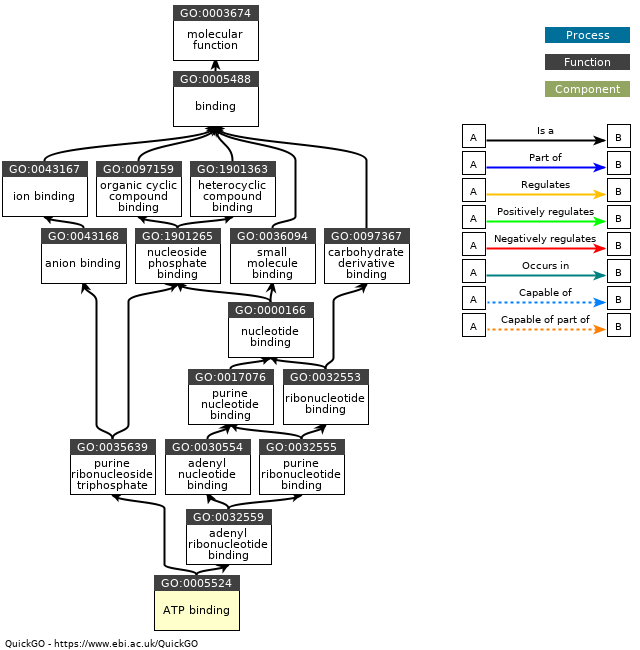 GO:0003674
molecular
function
GO:0005488
binding
GO:0043167
ion binding
GO:0097159
organic cyclic
compound
binding
GO:1901363
heterocyclic
compound
binding
GO:0043168
anion binding
GO:1901265
nucleoside
phosphate
binding
GO:0036094
small
molecule
binding
GO:0097367
carbohydrate
derivative
binding
GO:0000166
nucleotide
binding
GO:0017076
purine
nucleotide
binding
GO:0032553
ribonucleotide
binding
GO:0035639
purine
ribonucleoside
triphosphate
GO:0030554
adenyl
nucleotide
binding
GO:0032555
purine
ribonucleotide
binding
GO:0032559
adenyl
ribonucleotide
binding
GO:0005524
ATP binding
Process
Function
Component
A Is a B
A Part of B
A Regulates B
A Positively regulates B
A Negatively regulates B
A Occurs in B
A Capable of B
A Capable of part of B
QuickGO - https://www.ebi.ac.uk/QuickGO